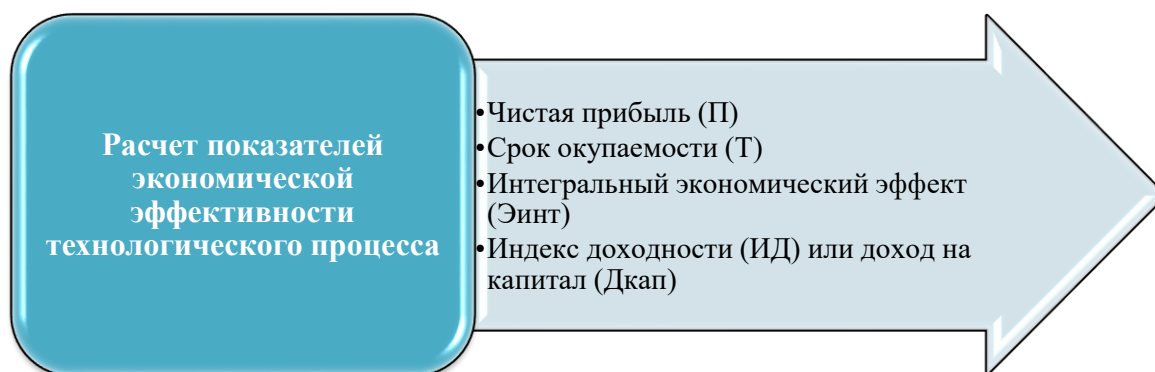 Расчет показателей
экономической
эффективности
технологического процесса
•Чистая прибыль (П)
•Срок окупаемости (Т)
•Интегральный экономический эффект
(Эинт)
•Индекс доходности (ИД) или доход на
капитал (Дкап)